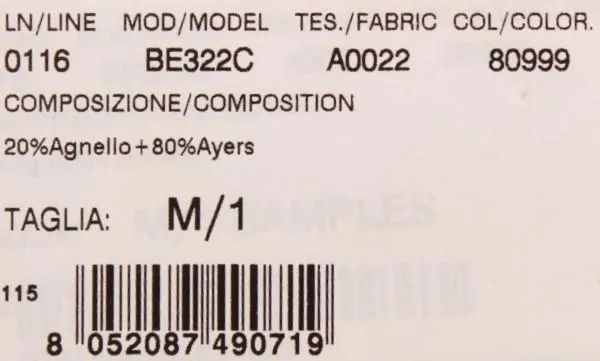 LN/LINE MOD/MODEL TES./FABRIC COL/COLOR.
0116 BE322C A0022 80999
COMPOSIZIONE/COMPOSITION
20%Agnello+80%Ayers
TAGLIA: M/1
115
8 052087 490719